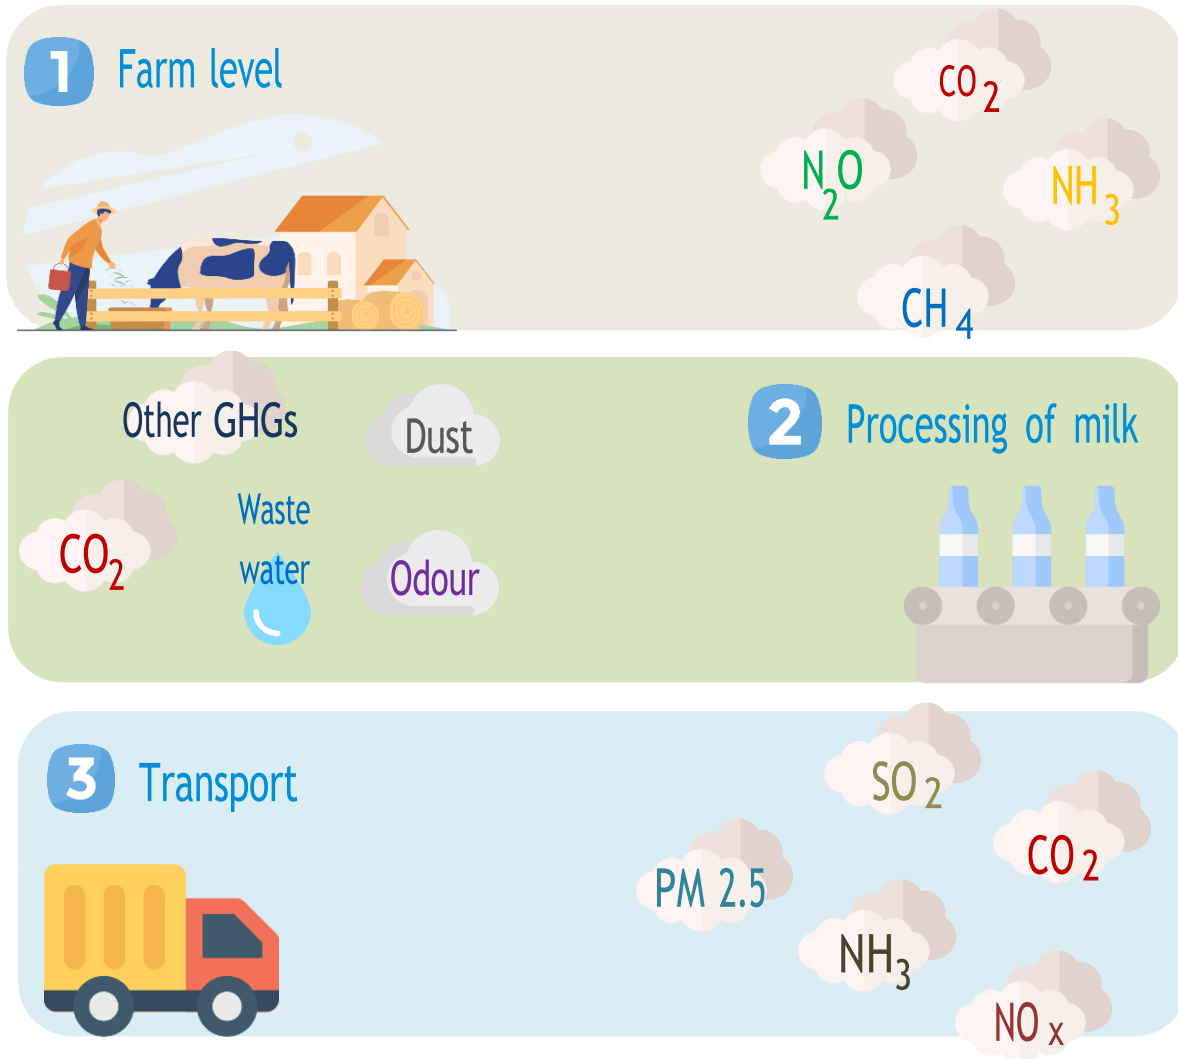 1 Farm level
CO2
N2O
NH3
CH4
2 Processing of milk
Other GHGs
Dust
Waste
water
CO2
Odour
3 Transport
SO2
CO2
PM 2.5
NH3
NOx